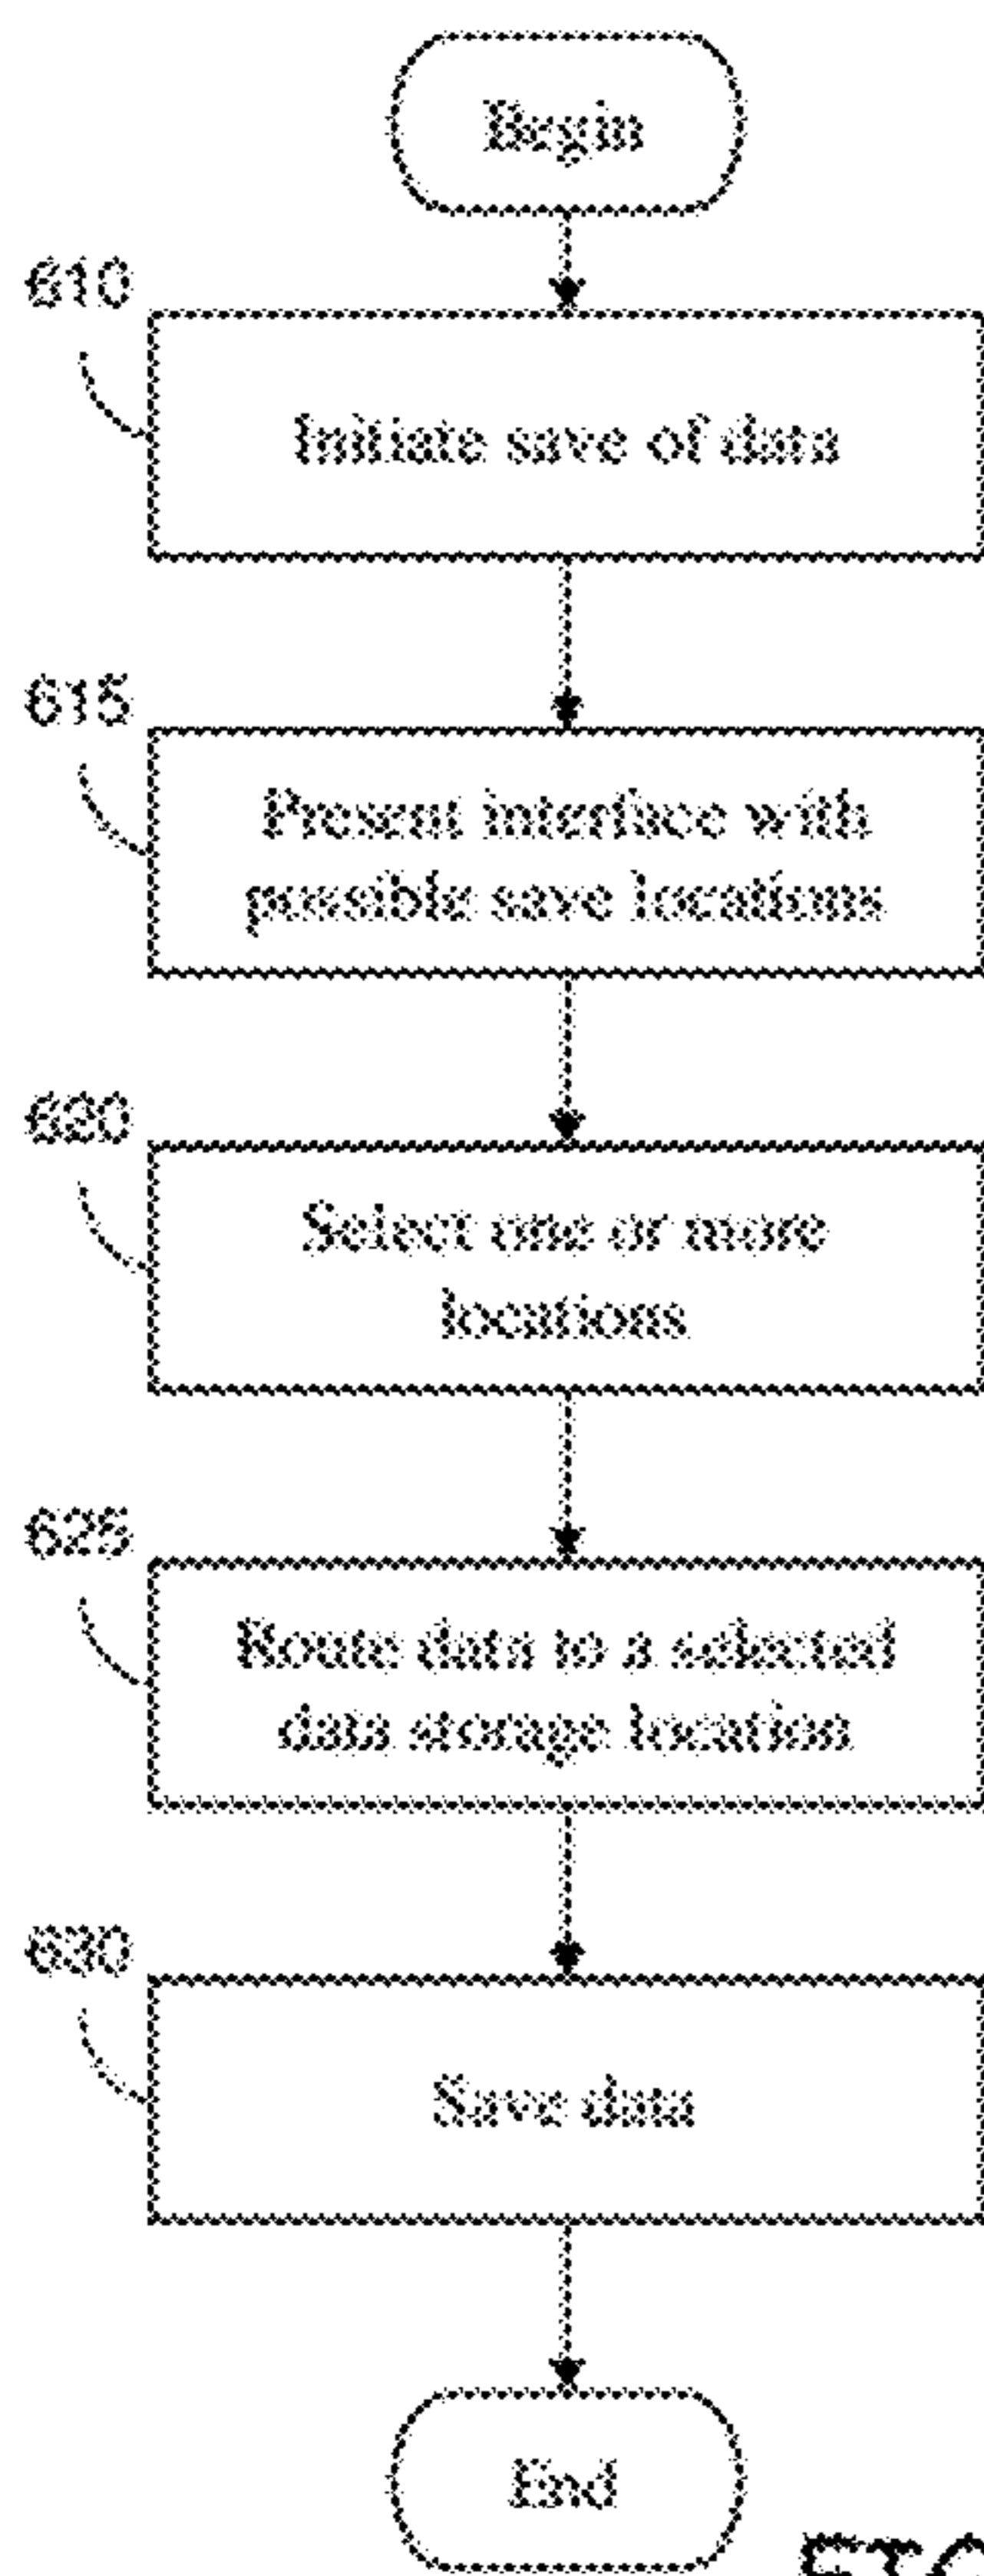 Begin
610
Initiate save of data
615
Present interface with
possible save locations
620
Select one or more
locations
625
Route data to a selected
data storage location
630
Save data
End